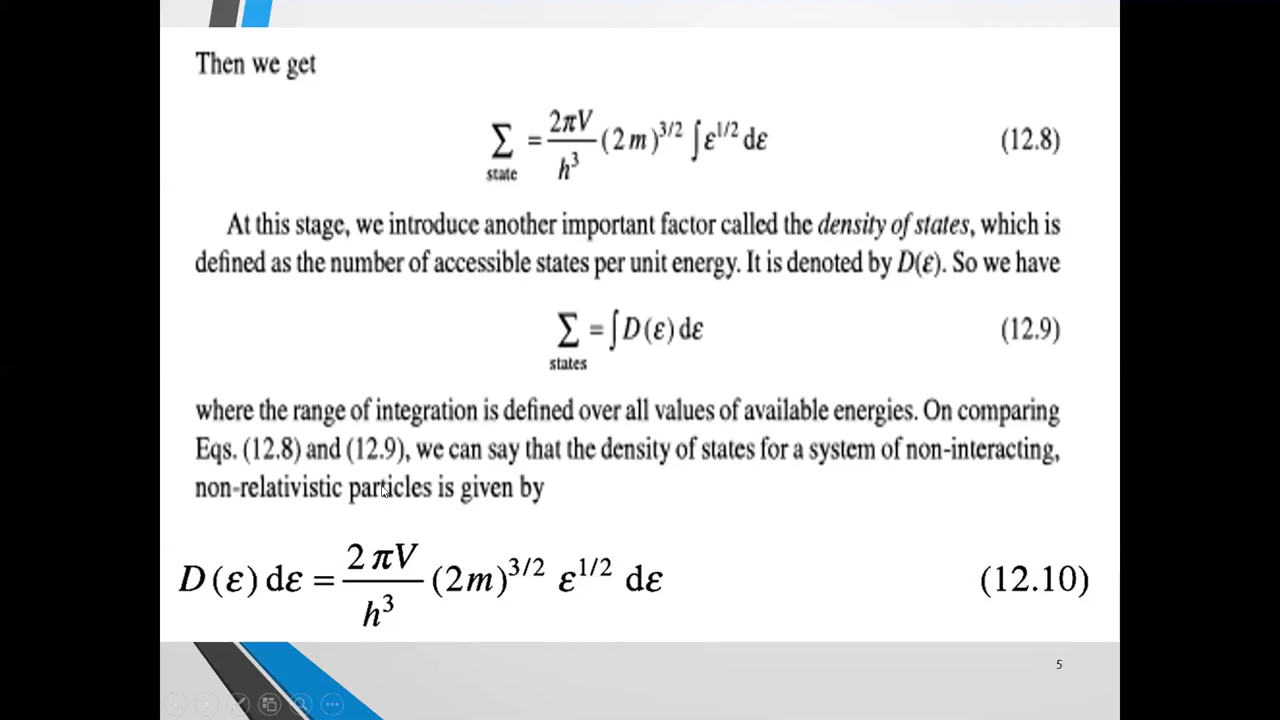 Then we get
∑ state = 2πV/h³ (2m)^3/2 ∫ε^1/2 dε (12.8)
At this stage, we introduce another important factor called the density of states, which is
defined as the number of accessible states per unit energy. It is denoted by D(ε). So we have
∑ states = ∫D(ε) dε (12.9)
where the range of integration is defined over all values of available energies. On comparing
Eqs. (12.8) and (12.9), we can say that the density of states for a system of non-interacting,
non-relativistic particles is given by
D(ε) dε = 2πV/h³ (2m)^3/2 ε^1/2 dε (12.10)
5